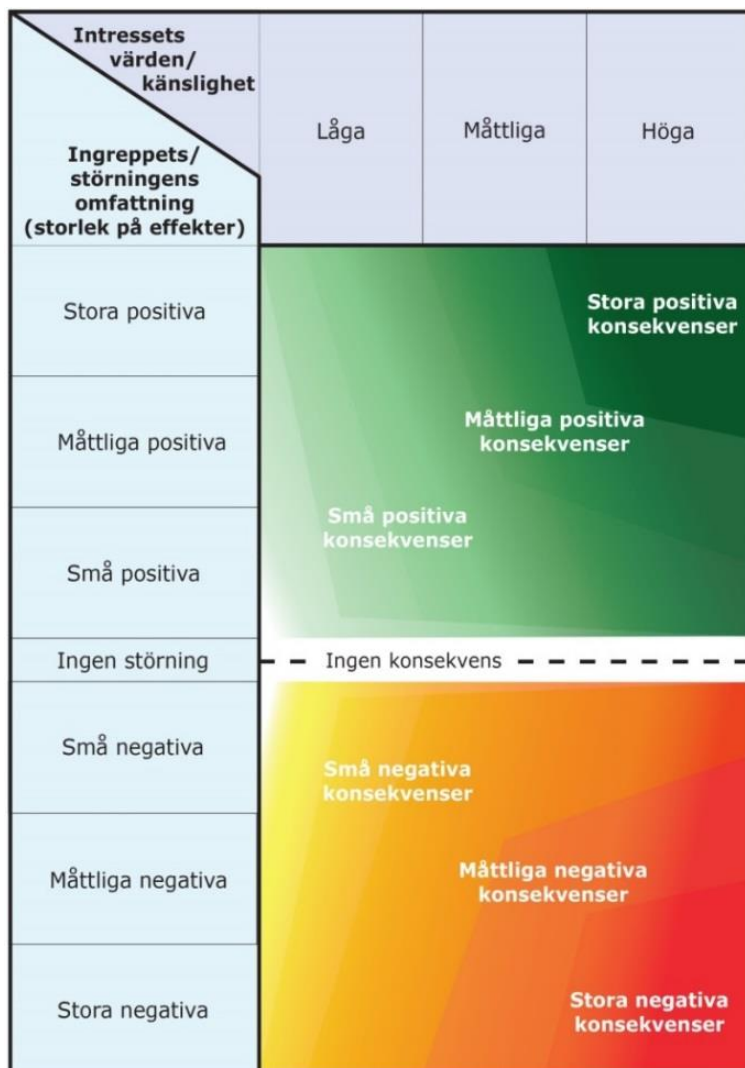 Intressets
värden/
känslighet
Ingreppets/
störningens
omfattning
(storlek på effekter)
Låga
Måttliga
Höga
Stora positiva
Stora positiva
konsekvenser
Måttliga positiva
Måttliga positiva
konsekvenser
Små positiva
konsekvenser
Små positiva
Ingen störning
Ingen konsekvens
Små negativa
Små negativa
konsekvenser
Måttliga negativa
Måttliga negativa
konsekvenser
Stora negativa
Stora negativa
konsekvenser